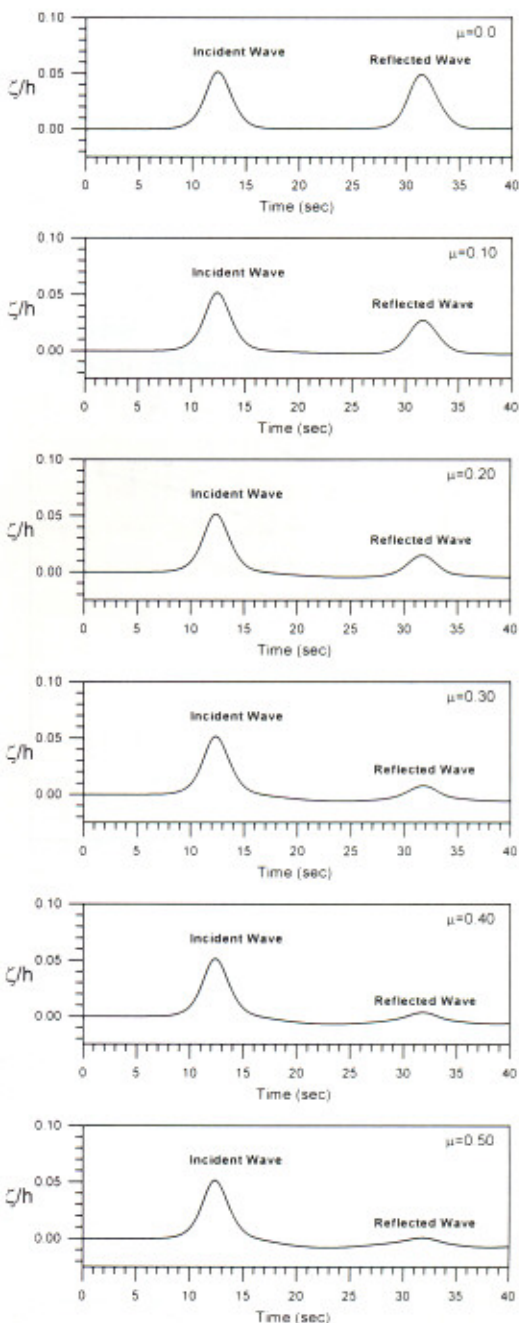 0.10
μ=0.0
Incident Wave
Reflected Wave
0.05
ζ/h
0.00
0 5 10 15 20 25 30 35 40
Time (sec)
0.10
μ=0.10
Incident Wave
0.05
Reflected Wave
ζ/h
0.00
0 5 10 15 20 25 30 35 40
Time (sec)
0.10
μ=0.20
Incident Wave
0.05
Reflected Wave
ζ/h
0.00
0 5 10 15 20 25 30 35 40
Time (sec)
0.10
μ=0.30
Incident Wave
0.05
Reflected Wave
ζ/h
0.00
0 5 10 15 20 25 30 35 40
Time (sec)
0.10
μ=0.40
Incident Wave
0.05
Reflected Wave
ζ/h
0.00
0 5 10 15 20 25 30 35 40
Time (sec)
0.10
μ=0.50
Incident Wave
0.05
Reflected Wave
ζ/h
0.00
0 5 10 15 20 25 30 35 40
Time (sec)